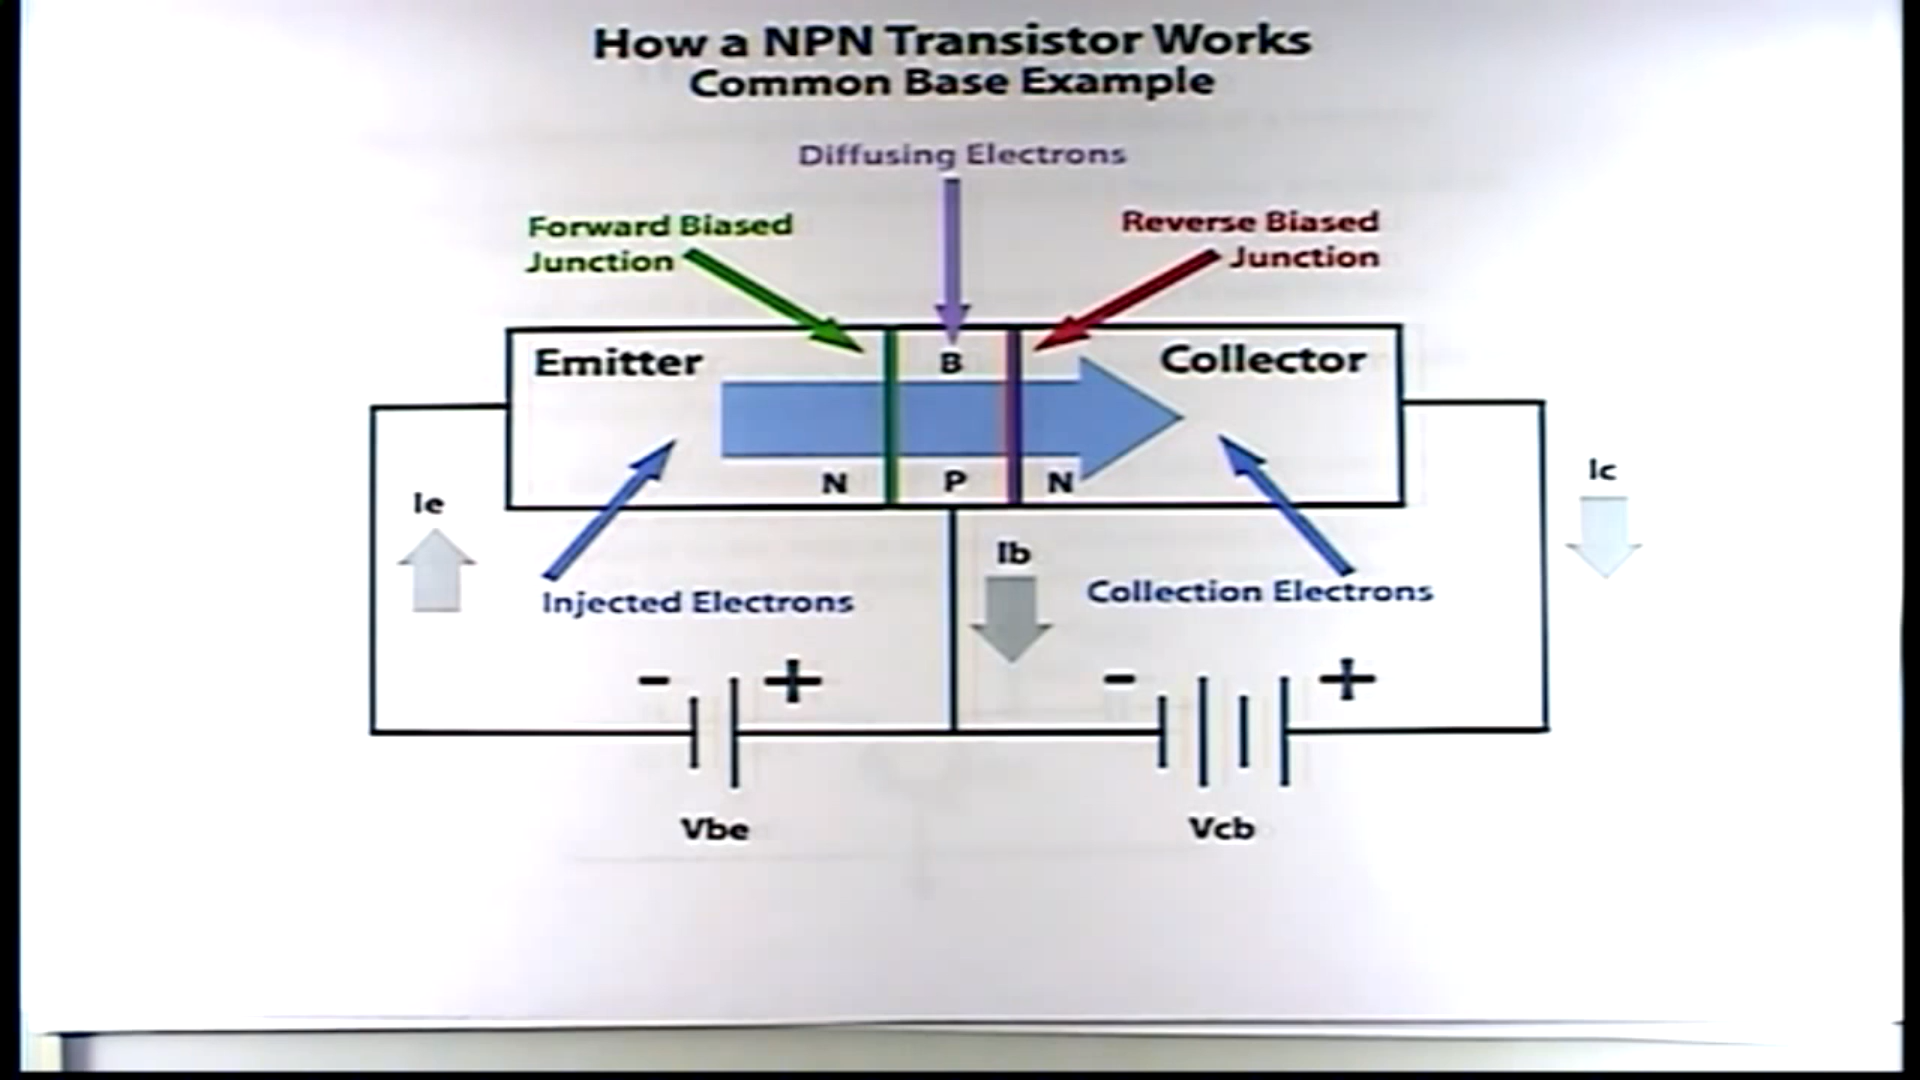 How a NPN Transistor Works
Common Base Example
Diffusing Electrons
Forward Biased
Junction
Reverse Biased
Junction
Emitter
B
Collector
N
P
N
Ie
Ib
Ic
Injected Electrons
Collection Electrons
- +
- +
Vbe
Vcb